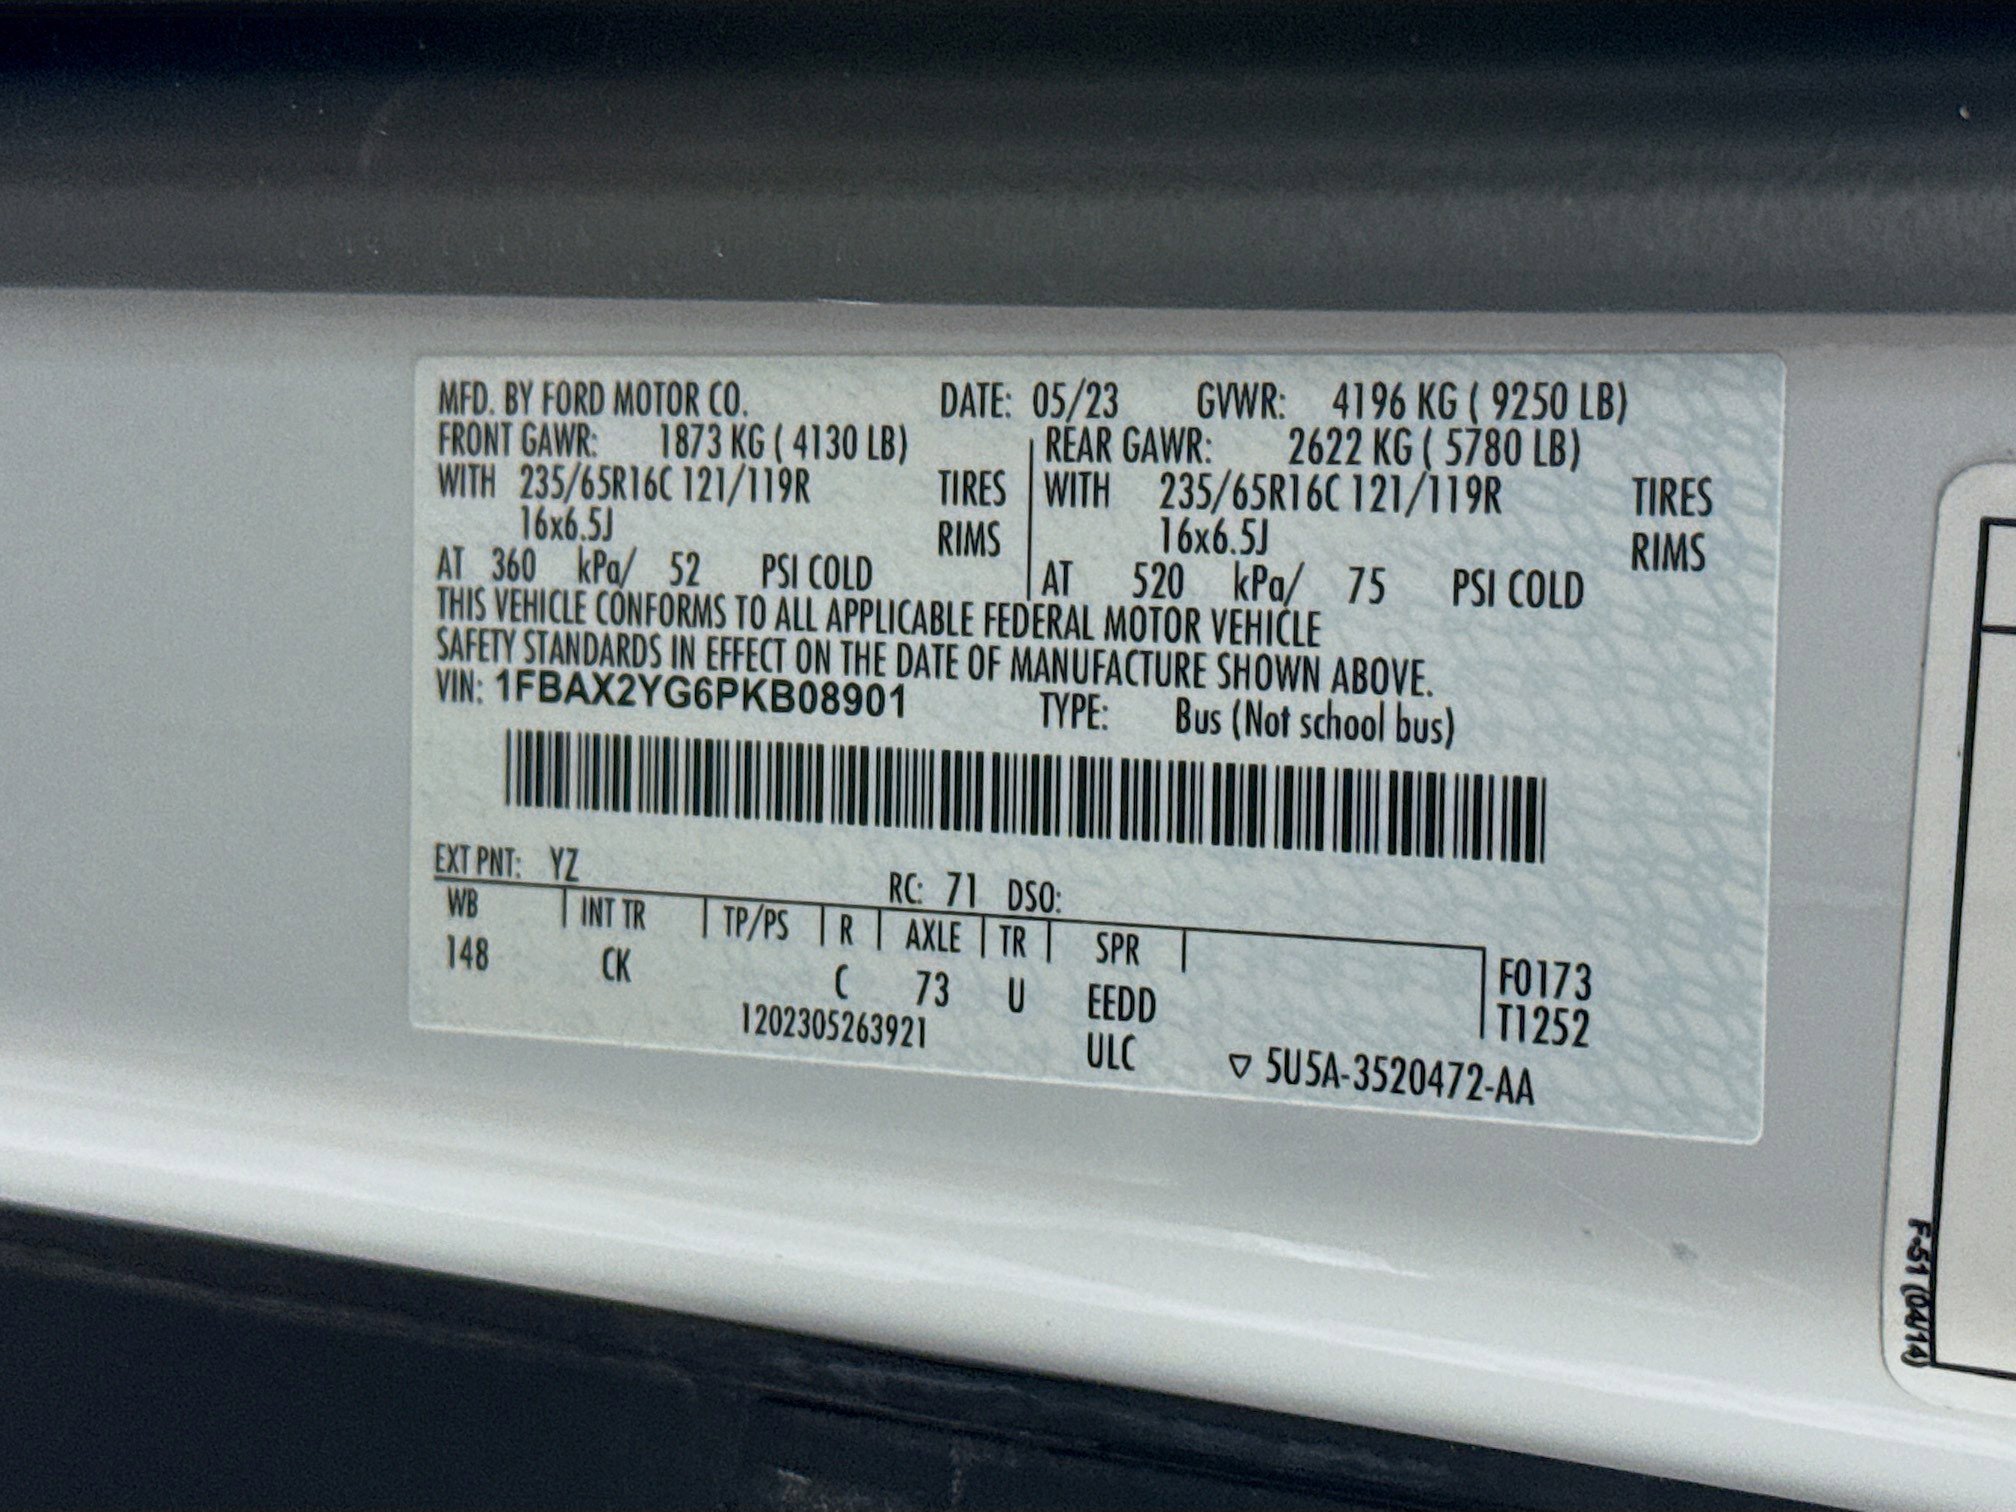 MFD. BY FORD MOTOR CO. DATE: 05/23 GVWR: 4196 KG ( 9250 LB)
FRONT GAWR: 1873 KG ( 4130 LB) REAR GAWR: 2622 KG ( 5780 LB)
WITH 235/65R16C 121/119R TIRES WITH 235/65R16C 121/119R TIRES
16x6.5J RIMS 16x6.5J RIMS
AT 360 kPa/ 52 PSI COLD AT 520 kPa/ 75 PSI COLD
THIS VEHICLE CONFORMS TO ALL APPLICABLE FEDERAL MOTOR VEHICLE
SAFETY STANDARDS IN EFFECT ON THE DATE OF MANUFACTURE SHOWN ABOVE.
VIN: 1FBAX2YG6PKB08901 TYPE: Bus (Not school bus)
EXT PNT: YZ RC: 71 DSO:
WB INT TR TP/PS R AXLE TR SPR F0173
148 CK C 73 U EEDD T1252
1202305263921 ULC ▽ 5U5A-3520472-AA
F-51 (04/14)